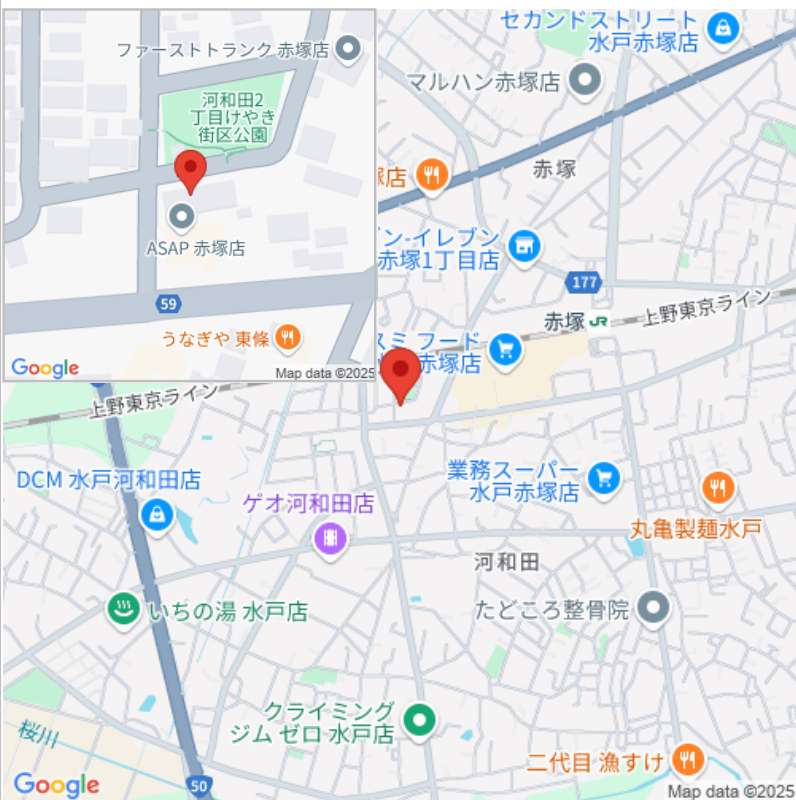 ファーストトランク 赤塚店
河和田2
丁目けやき
街区公園
ASAP 赤塚店
59
うなぎや 東條
Google
Map data ©2025
セカンドストリート
水戸赤塚店
マルハン赤塚店
赤塚
店
ン-イレブン
赤塚1丁目店
177
赤塚 JR
上野東京ライン
スミ フード
赤塚店
上野東京ライン
DCM 水戸河和田店
業務スーパー
水戸赤塚店
ゲオ河和田店
丸亀製麺水戸
河和田
いちの湯 水戸店
たどころ整骨院
クライミング
ジム ゼロ 水戸店
桜川
二代目 漁すけ
50
Google
Map data ©2025